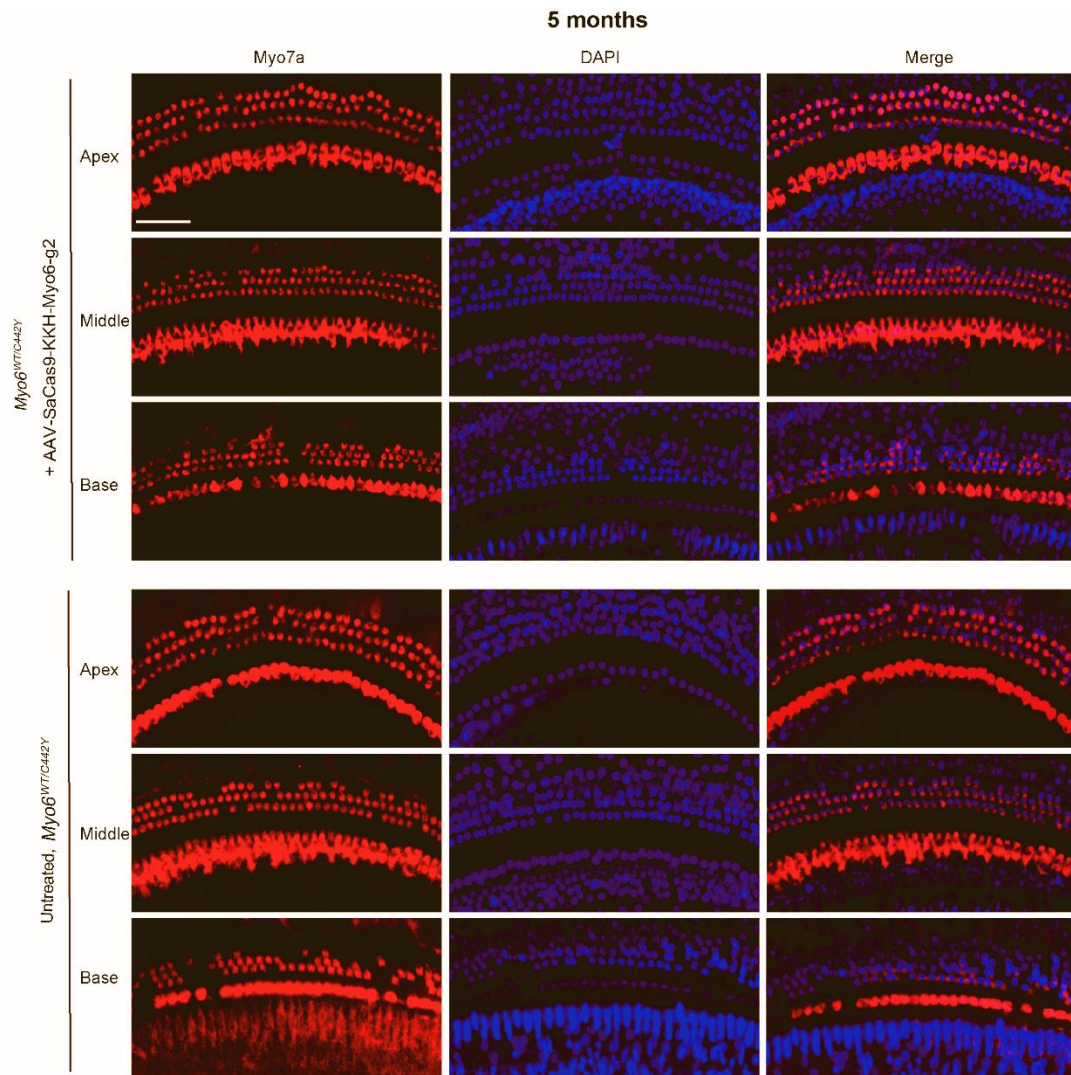 5 months
Myo7a DAPI Merge
Myo6WT/C442Y
+ AAV-SaCas9-KKH-Myo6-g2
Apex
Middle
Base
Untreated, Myo6WT/C442Y
Apex
Middle
Base